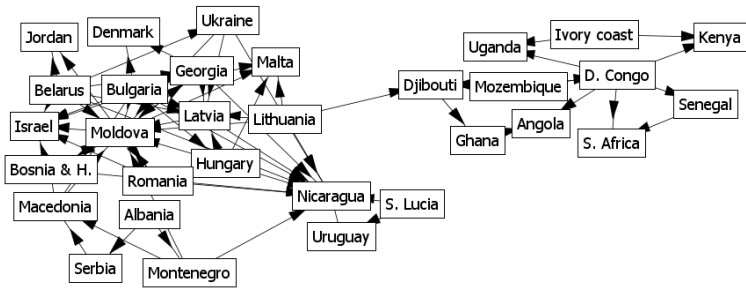 Ukraine
Jordan
Denmark
Ivory coast
Kenya
Uganda
Georgia
Malta
D. Congo
Belarus
Bulgaria
Djibouti
Mozembique
Senegal
Israel
Moldova
Latvia
Lithuania
Angola
Ghana
S. Africa
Bosnia & H.
Hungary
Romania
Nicaragua
Macedonia
Albania
S. Lucia
Uruguay
Serbia
Montenegro